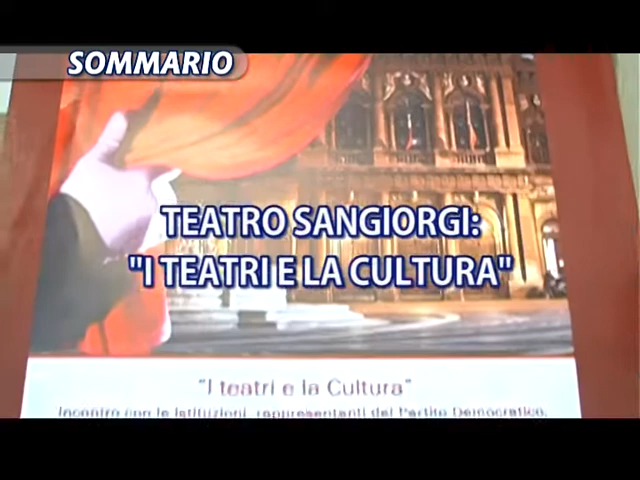 SOMMARIO
TEATRO SANGIORGI:
"I TEATRI E LA CULTURA"
"I teatri e la Cultura"
Incontro con le Istituzioni, rappresentanti del Partito Democratico,